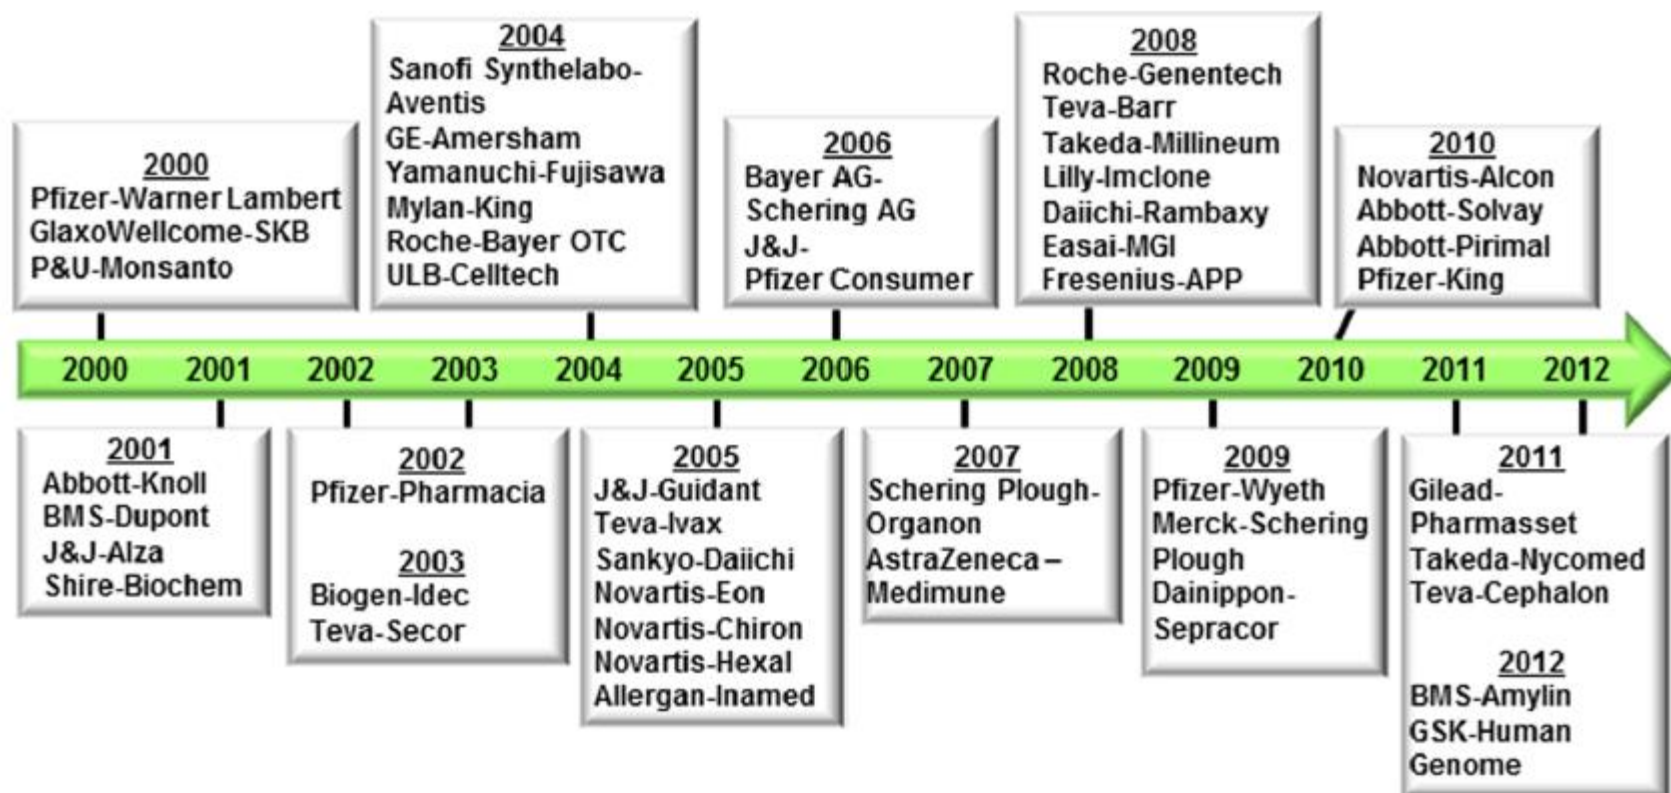 2000
Pfizer-Warner Lambert
GlaxoWellcome-SKB
P&U-Monsanto
2004
Sanofi Synthelabo-
Aventis
GE-Amersham
Yamanuchi-Fujisawa
Mylan-King
Roche-Bayer OTC
ULB-Celltech
2006
Bayer AG-
Schering AG
J&J-
Pfizer Consumer
2008
Roche-Genentech
Teva-Barr
Takeda-Millineum
Lilly-Imclone
Daiichi-Rambaxy
Easai-MGI
Fresenius-APP
2010
Novartis-Alcon
Abbott-Solvay
Abbott-Pirimal
Pfizer-King
2000 2001 2002 2003 2004 2005 2006 2007 2008 2009 2010 2011 2012
2001
Abbott-Knoll
BMS-Dupont
J&J-Alza
Shire-Biochem
2002
Pfizer-Pharmacia
2003
Biogen-Idec
Teva-Secor
2005
J&J-Guidant
Teva-Ivax
Sankyo-Daiichi
Novartis-Eon
Novartis-Chiron
Novartis-Hexal
Allergan-Inamed
2007
Schering Plough-
Organon
AstraZeneca –
Medimune
2009
Pfizer-Wyeth
Merck-Schering
Plough
Dainippon-
Sepracor
2011
Gilead-
Pharmasset
Takeda-Nycomed
Teva-Cephalon
2012
BMS-Amylin
GSK-Human
Genome